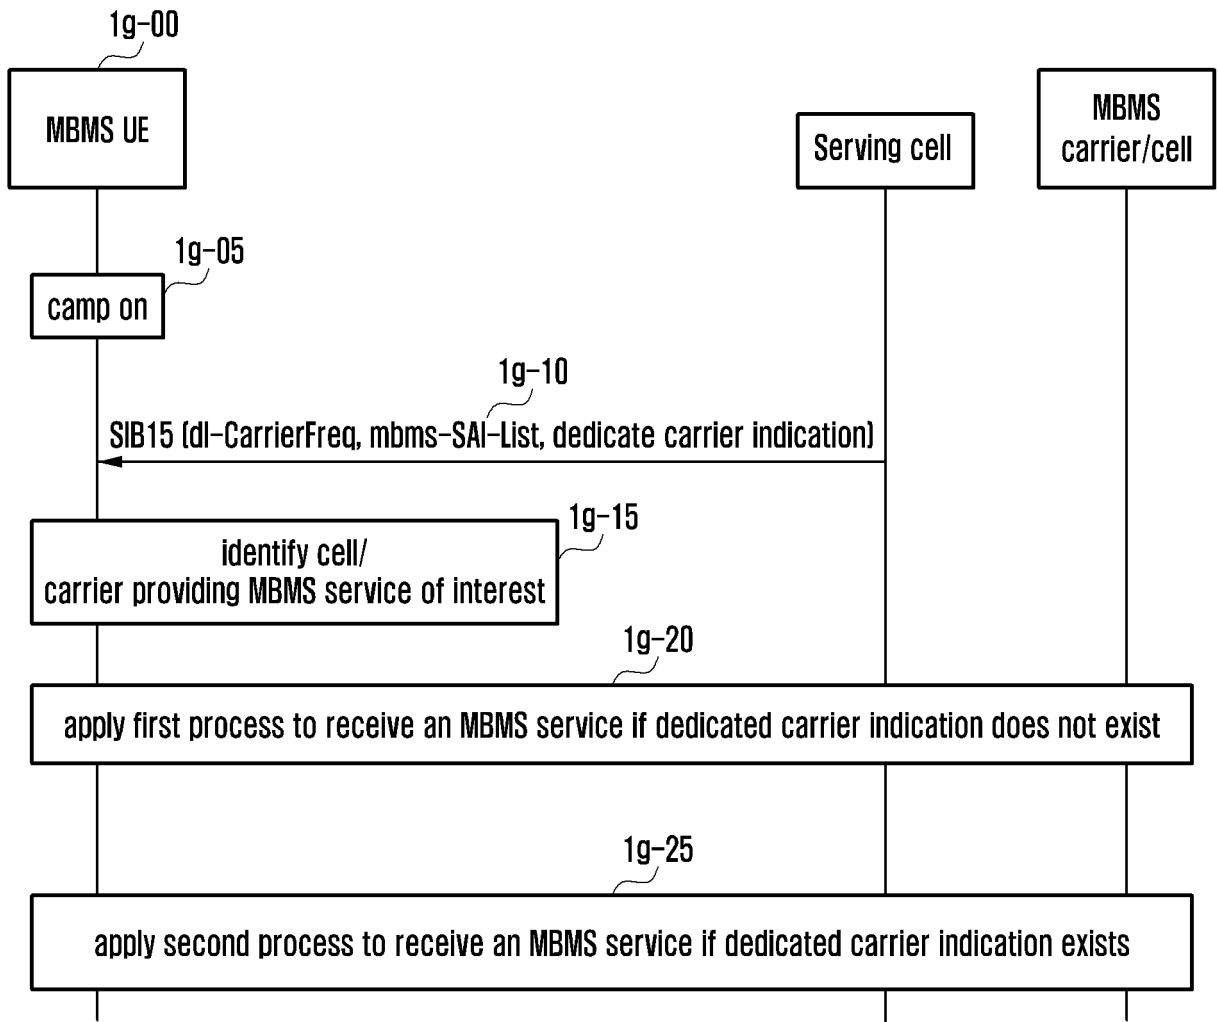 1g-00
MBMS UE
Serving cell
MBMS
carrier/cell
1g-05
camp on
1g-10
SIB15 (dl-CarrierFreq, mbms-SAI-List, dedicate carrier indication)
1g-15
identify cell/
carrier providing MBMS service of interest
1g-20
apply first process to receive an MBMS service if dedicated carrier indication does not exist
1g-25
apply second process to receive an MBMS service if dedicated carrier indication exists